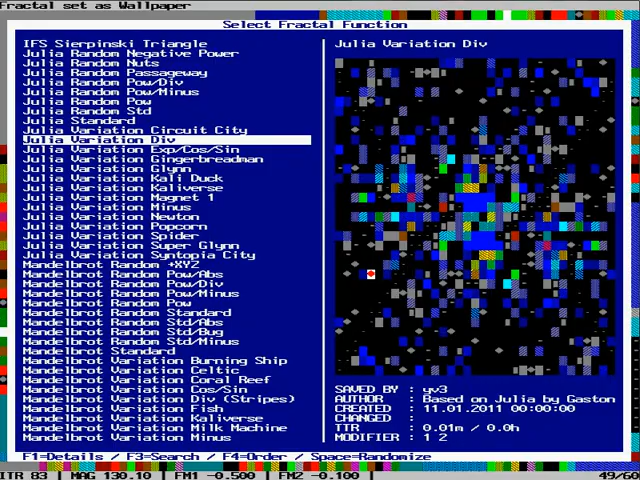 Fractal set as Wallpaper
Select Fractal Function
IFS Sierpinski Triangle
Julia Random Negative Power
Julia Random Nuts
Julia Random Passageway
Julia Random Pow/Div
Julia Random Pow/Minus
Julia Random Pow
Julia Random Std
Julia Standard
Julia Variation Circuit City
Julia Variation Div
Julia Variation Exp/Cos/Sin
Julia Variation Gingerbreadman
Julia Variation Glynn
Julia Variation Kali Duck
Julia Variation Kaliverse
Julia Variation Magnet 1
Julia Variation Minus
Julia Variation Newton
Julia Variation Popcorn
Julia Variation Spider
Julia Variation Super Glynn
Julia Variation Syntopia City
Mandelbrot Random +XYZ
Mandelbrot Random Pow/Abs
Mandelbrot Random Pow/Div
Mandelbrot Random Pow/Minus
Mandelbrot Random Pow
Mandelbrot Random Standard
Mandelbrot Random Std/Abs
Mandelbrot Random Std/Bug
Mandelbrot Random Std/Minus
Mandelbrot Standard
Mandelbrot Variation Burning Ship
Mandelbrot Variation Celtic
Mandelbrot Variation Coral Reef
Mandelbrot Variation Cos/Sin
Mandelbrot Variation Div (Stripes)
Mandelbrot Variation Fish
Mandelbrot Variation Kaliverse
Mandelbrot Variation Milk Machine
Mandelbrot Variation Minus
Julia Variation Div
SAVED BY : yv3
AUTHOR : Based on Julia by Gaston
CREATED : 11.01.2011 00:00:00
CHANGED :
TTR : 0.01m / 0.0h
MODIFIER : 1 2
F1=Details / F3=Search / F4=Order / Space=Randomize
ITR 83 | MAG 130.10 | FM1 -0.500 | FM2 -0.100 | 49/60